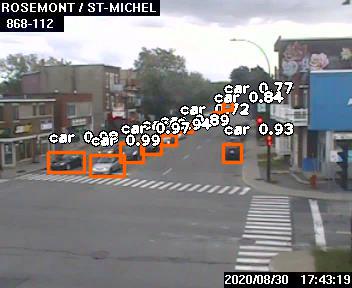 ROSEMONT / ST-MICHEL
868-112
car 0.77
car 0.84
0.72
.89
car 0.93
car 0.97
car 0.99
2020/08/30 17:43:19